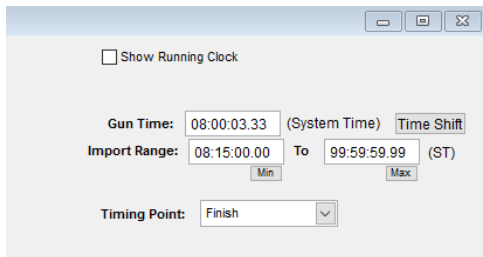 Show Running Clock
Gun Time: 08:00:03.33 (System Time) Time Shift
Import Range: 08:15:00.00 To 99:59:59.99 (ST)
Min Max
Timing Point: Finish